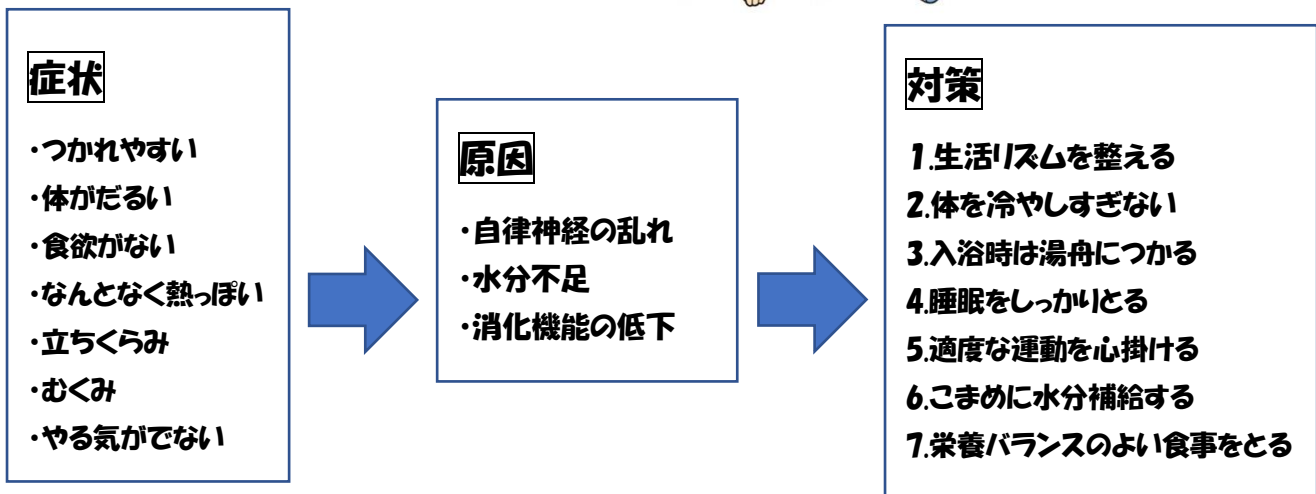 症状
・つかれやすい
・体がだるい
・食欲がない
・なんとなく熱っぽい
・立ちくらみ
・むくみ
・やる気がでない
原因
・自律神経の乱れ
・水分不足
・消化機能の低下
対策
1.生活リズムを整える
2.体を冷やしすぎない
3.入浴時は湯舟につかる
4.睡眠をしっかりとる
5.適度な運動を心掛ける
6.こまめに水分補給する
7.栄養バランスのよい食事をとる